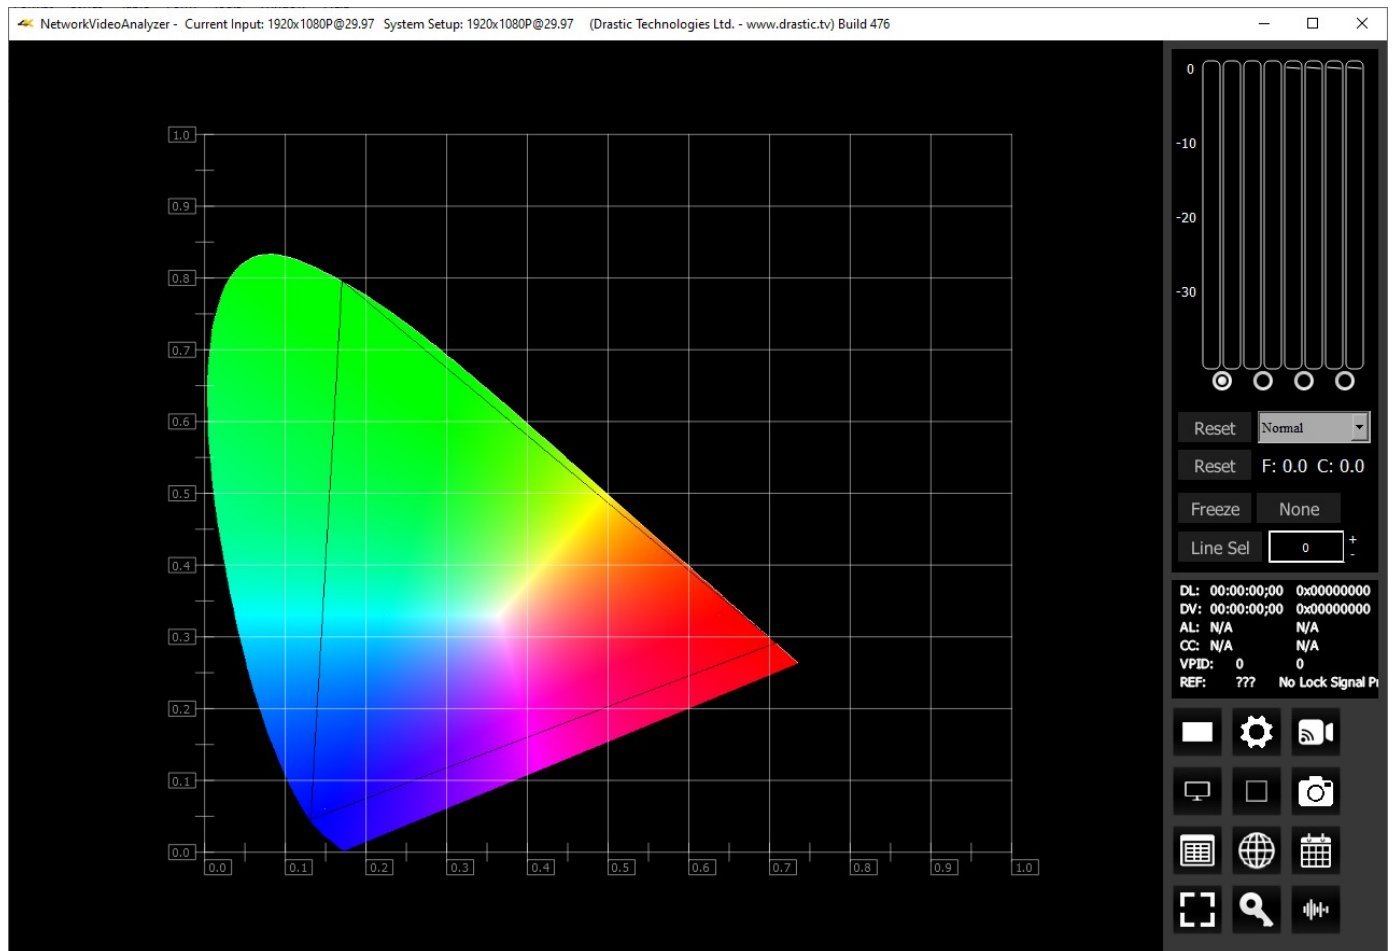 NetworkVideoAnalyzer - Current Input: 1920x1080P@29.97 System Setup: 1920x1080P@29.97 (Drastic Technologies Ltd. - www.drastic.tv) Build 476
1.0
0.9
0.8
0.7
0.6
0.5
0.4
0.3
0.2
0.1
0.0
0.0 0.1 0.2 0.3 0.4 0.5 0.6 0.7 0.8 0.9 1.0
0
-10
-20
-30
Reset Normal
Reset F: 0.0 C: 0.0
Freeze None
Line Sel 0 + -
DL: 00:00:00;00 0x00000000
DV: 00:00:00;00 0x00000000
AL: N/A N/A
CC: N/A N/A
VPID: 0 0
REF: ??? No Lock Signal